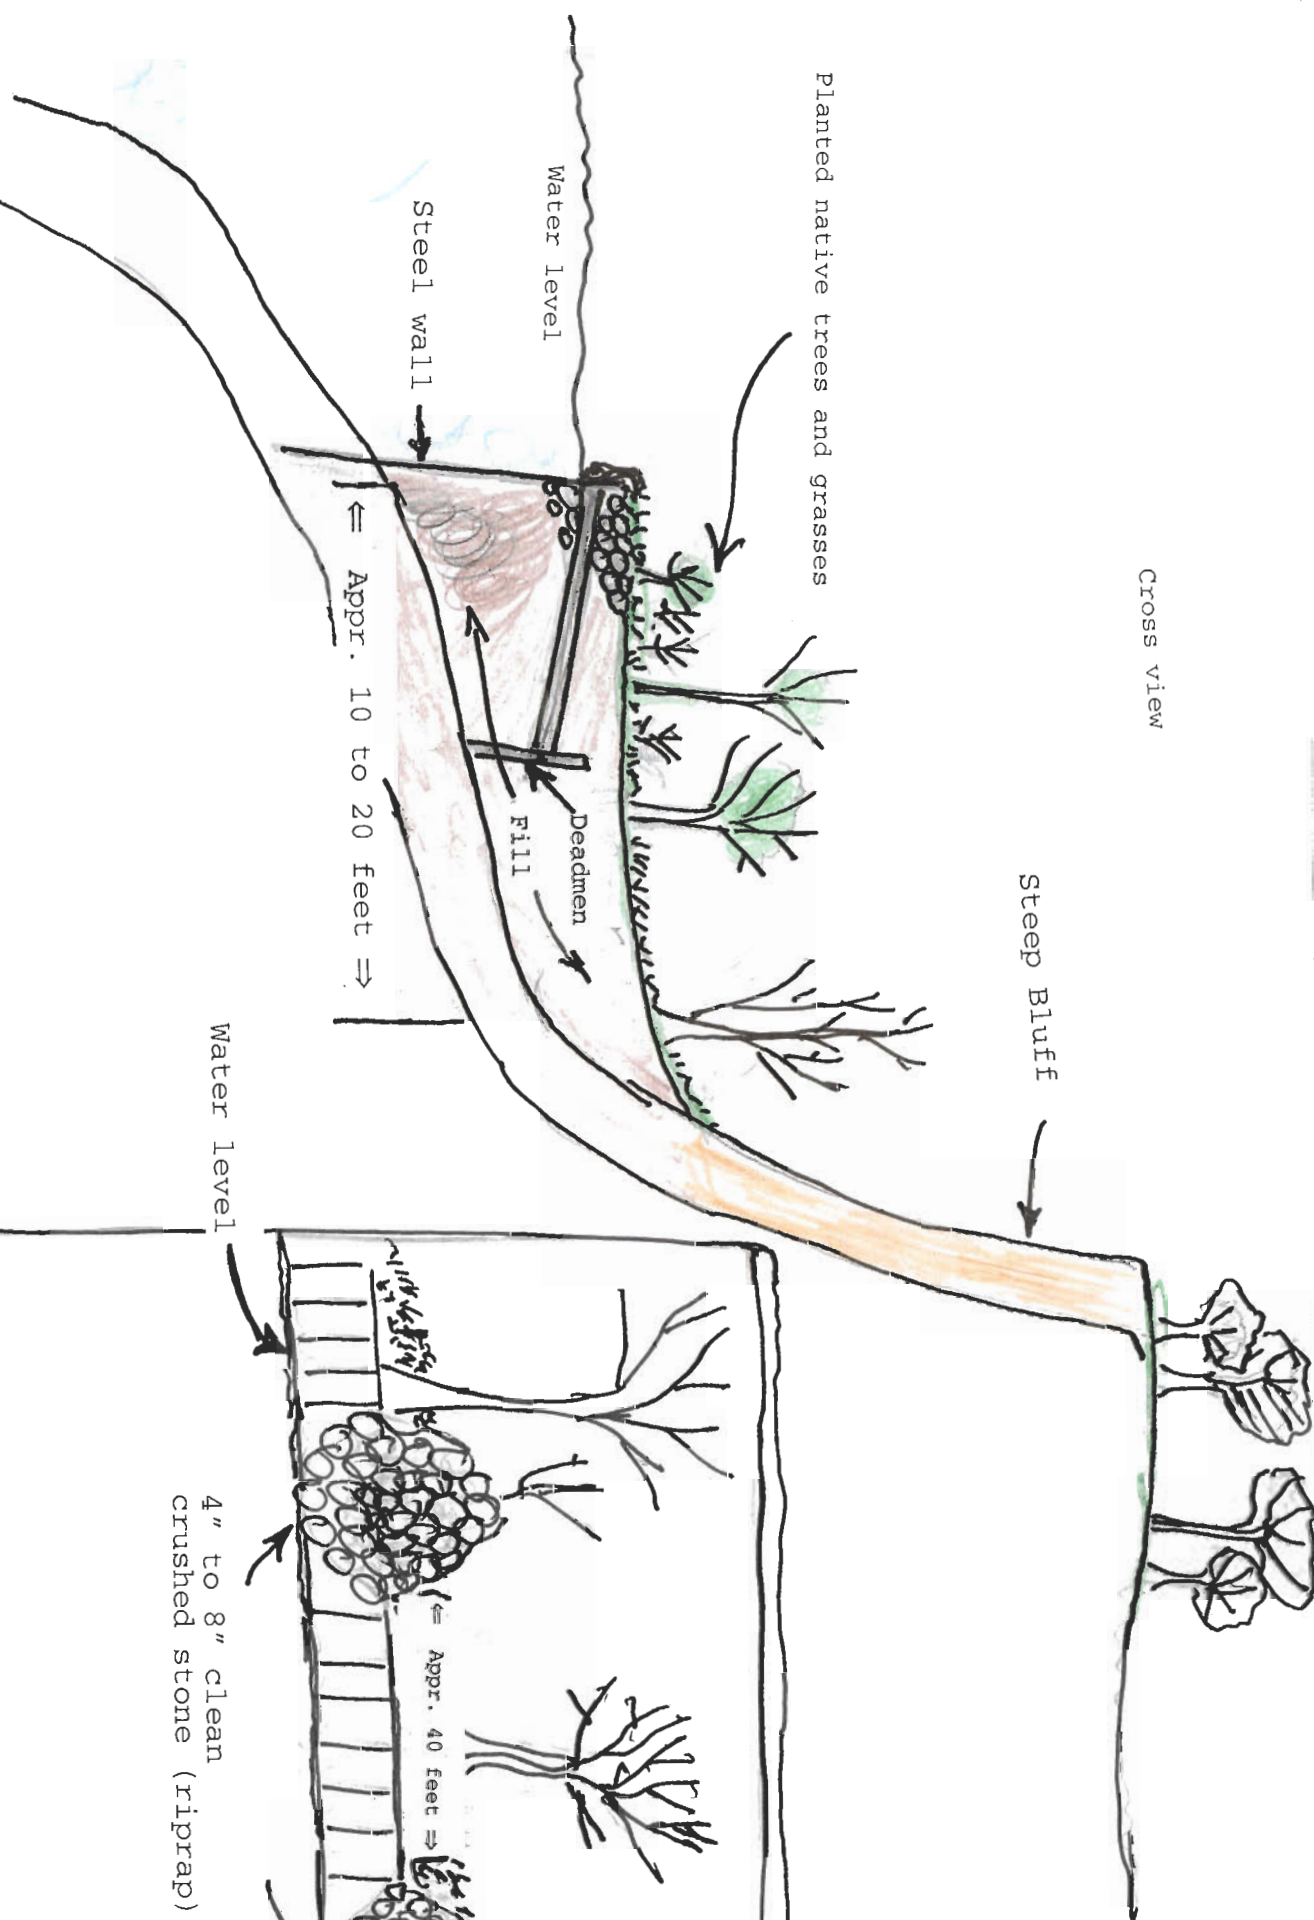 Cross view
Steep Bluff
Planted native trees and grasses
Water level
Deadmen
Fill
Steel wall
⇐ Appr. 10 to 20 feet ⇒
Water level
⇐ Appr. 40 feet ⇒
4" to 8" clean
crushed stone (riprap)